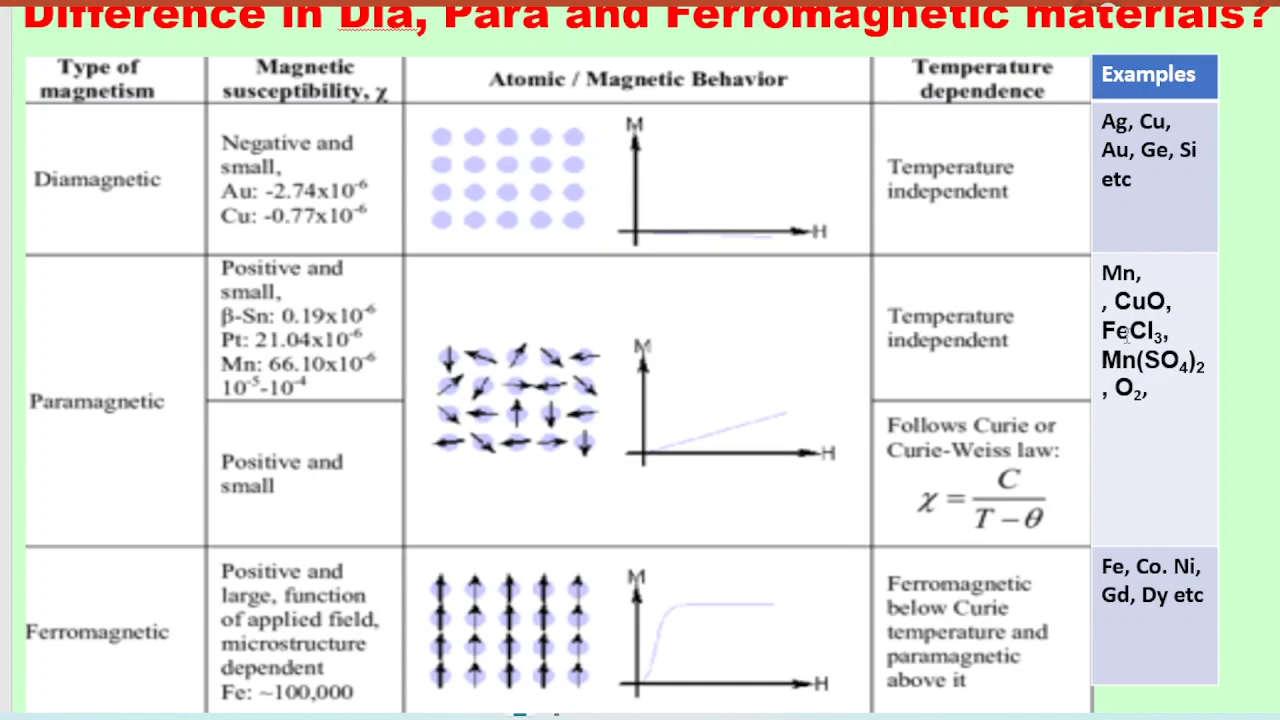 Difference in Dia, Para and Ferromagnetic materials?
Type of
magnetism
Magnetic
susceptibility, χ
Atomic / Magnetic Behavior
Temperature
dependence
Examples
Diamagnetic
Negative and
small,
Au: -2.74x10⁻⁶
Cu: -0.77x10⁻⁶
M
H
Temperature
independent
Ag, Cu,
Au, Ge, Si
etc
Paramagnetic
Positive and
small,
β-Sn: 0.19x10⁻⁶
Pt: 21.04x10⁻⁶
Mn: 66.10x10⁻⁶
10⁻⁵-10⁻⁴
Positive and
small
M
H
Temperature
independent
Follows Curie or
Curie-Weiss law:
χ = C / (T – θ)
Mn,
, CuO,
FeCl₃,
Mn(SO₄)₂
, O₂,
Ferromagnetic
Positive and
large, function
of applied field,
microstructure
dependent
Fe: ~100,000
M
H
Ferromagnetic
below Curie
temperature and
paramagnetic
above it
Fe, Co. Ni,
Gd, Dy etc